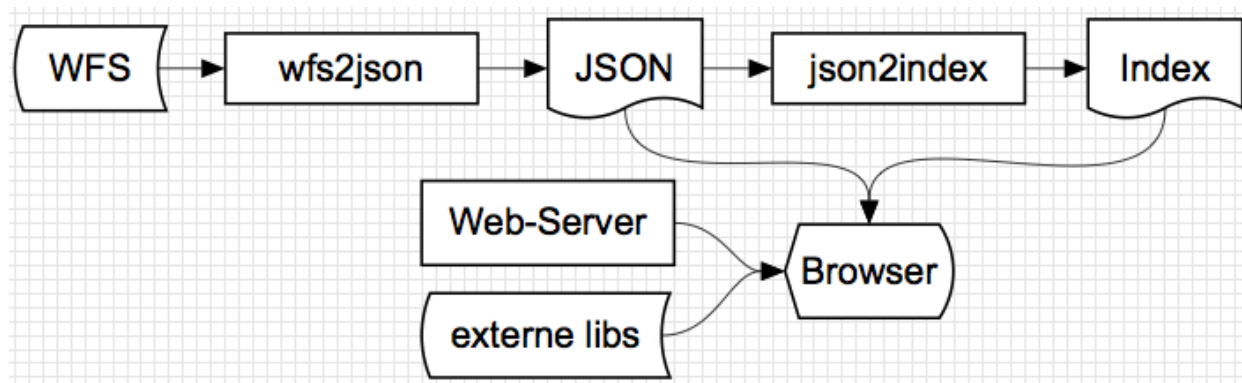 WFS
wfs2json
JSON
json2index
Index
Web-Server
Browser
externe libs